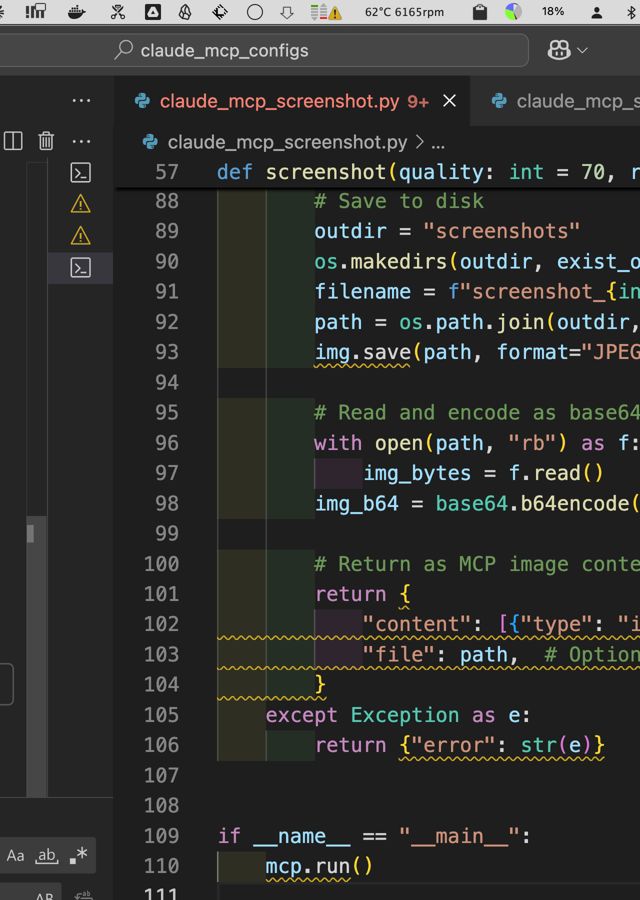 62°C 6165rpm 18%
claude_mcp_configs
claude_mcp_screenshot.py 9+ claude_mcp_s
claude_mcp_screenshot.py > ...
57 def screenshot(quality: int = 70, r
88 # Save to disk
89 outdir = "screenshots"
90 os.makedirs(outdir, exist_o
91 filename = f"screenshot_{in
92 path = os.path.join(outdir,
93 img.save(path, format="JPEG
94
95 # Read and encode as base64
96 with open(path, "rb") as f:
97 img_bytes = f.read()
98 img_b64 = base64.b64encode(
99
100 # Return as MCP image conte
101 return {
102 "content": [{"type": "i
103 "file": path, # Option
104 }
105 except Exception as e:
106 return {"error": str(e)}
107
108
109 if __name__ == "__main__":
110 mcp.run()
111
Aa ab .*
AB